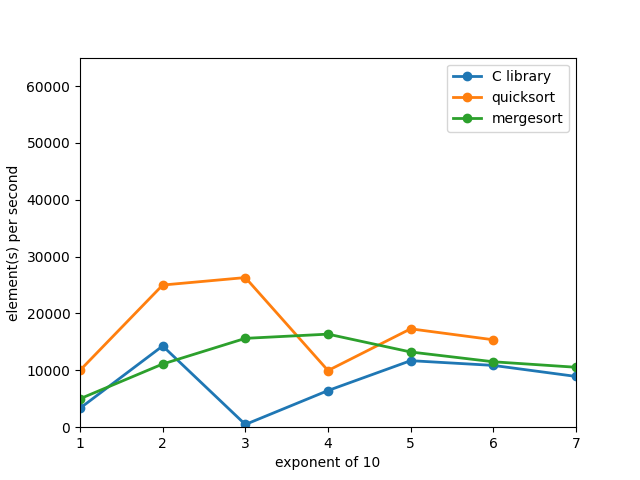 C library
quicksort
mergesort
60000
50000
40000
30000
20000
10000
0
element(s) per second
1 2 3 4 5 6 7
exponent of 10